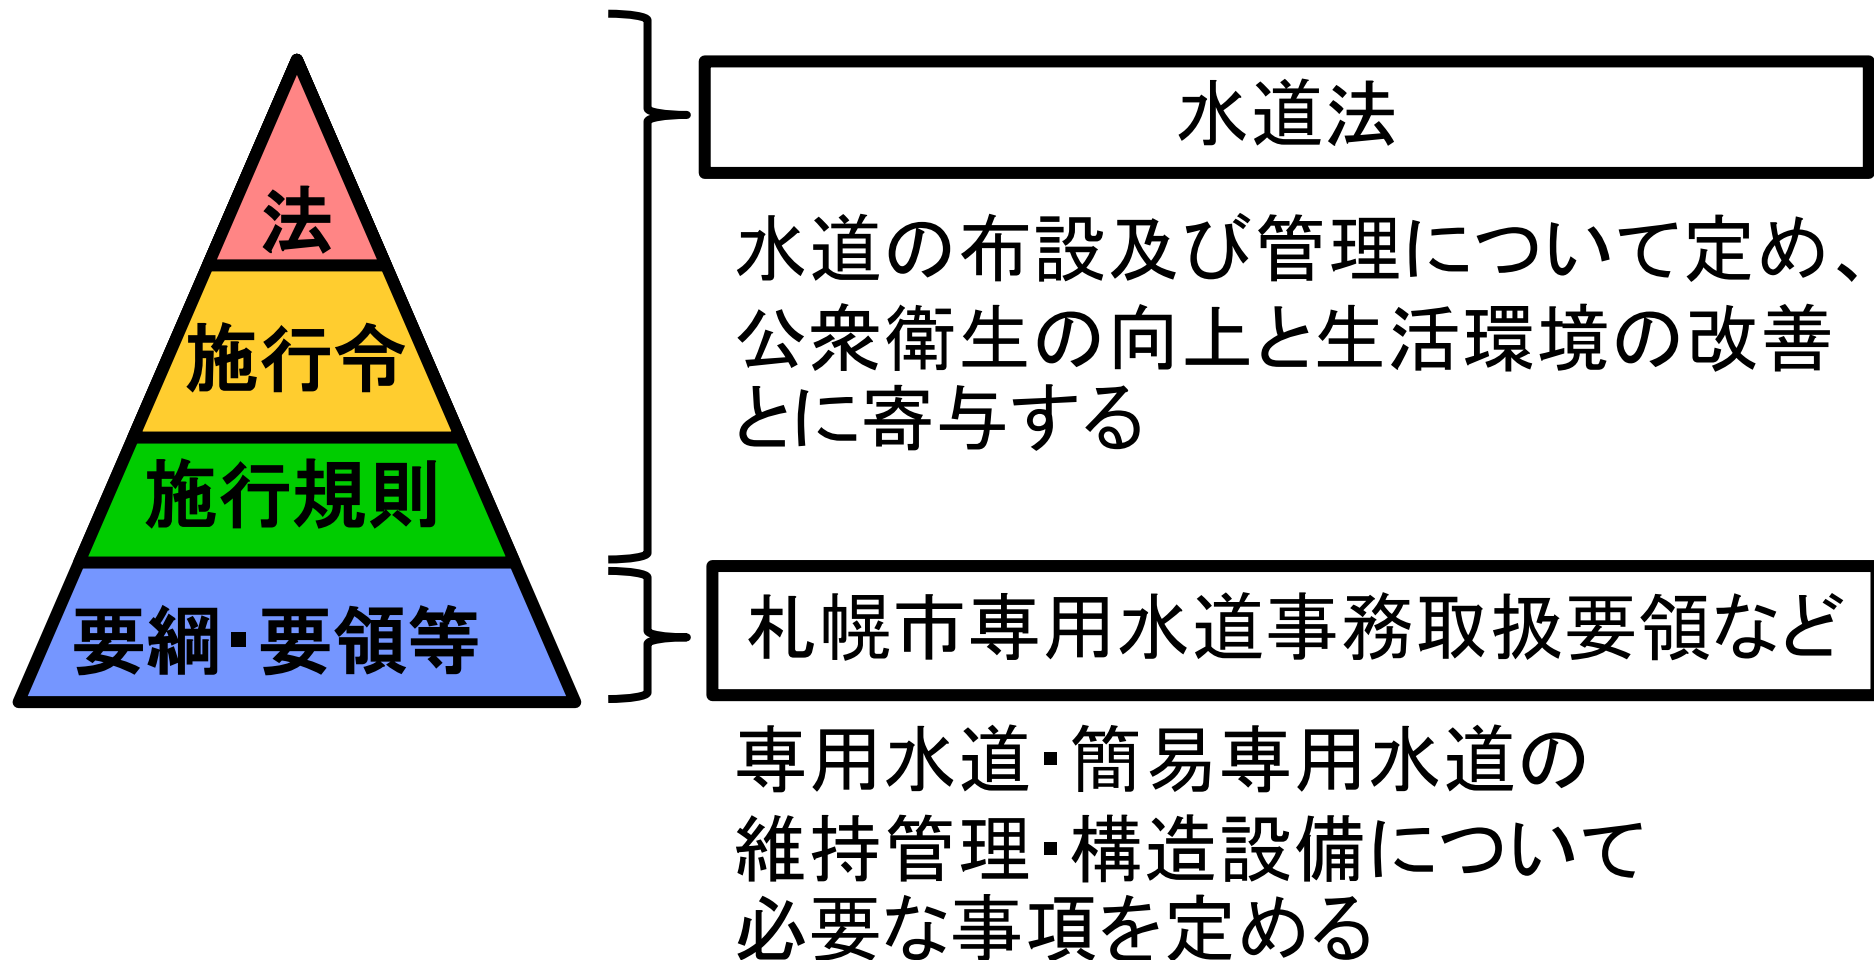 法
施行令
施行規則
要綱・要領等
水道法
水道の布設及び管理について定め、
公衆衛生の向上と生活環境の改善
とに寄与する
札幌市専用水道事務取扱要領など
専用水道・簡易専用水道の
維持管理・構造設備について
必要な事項を定める